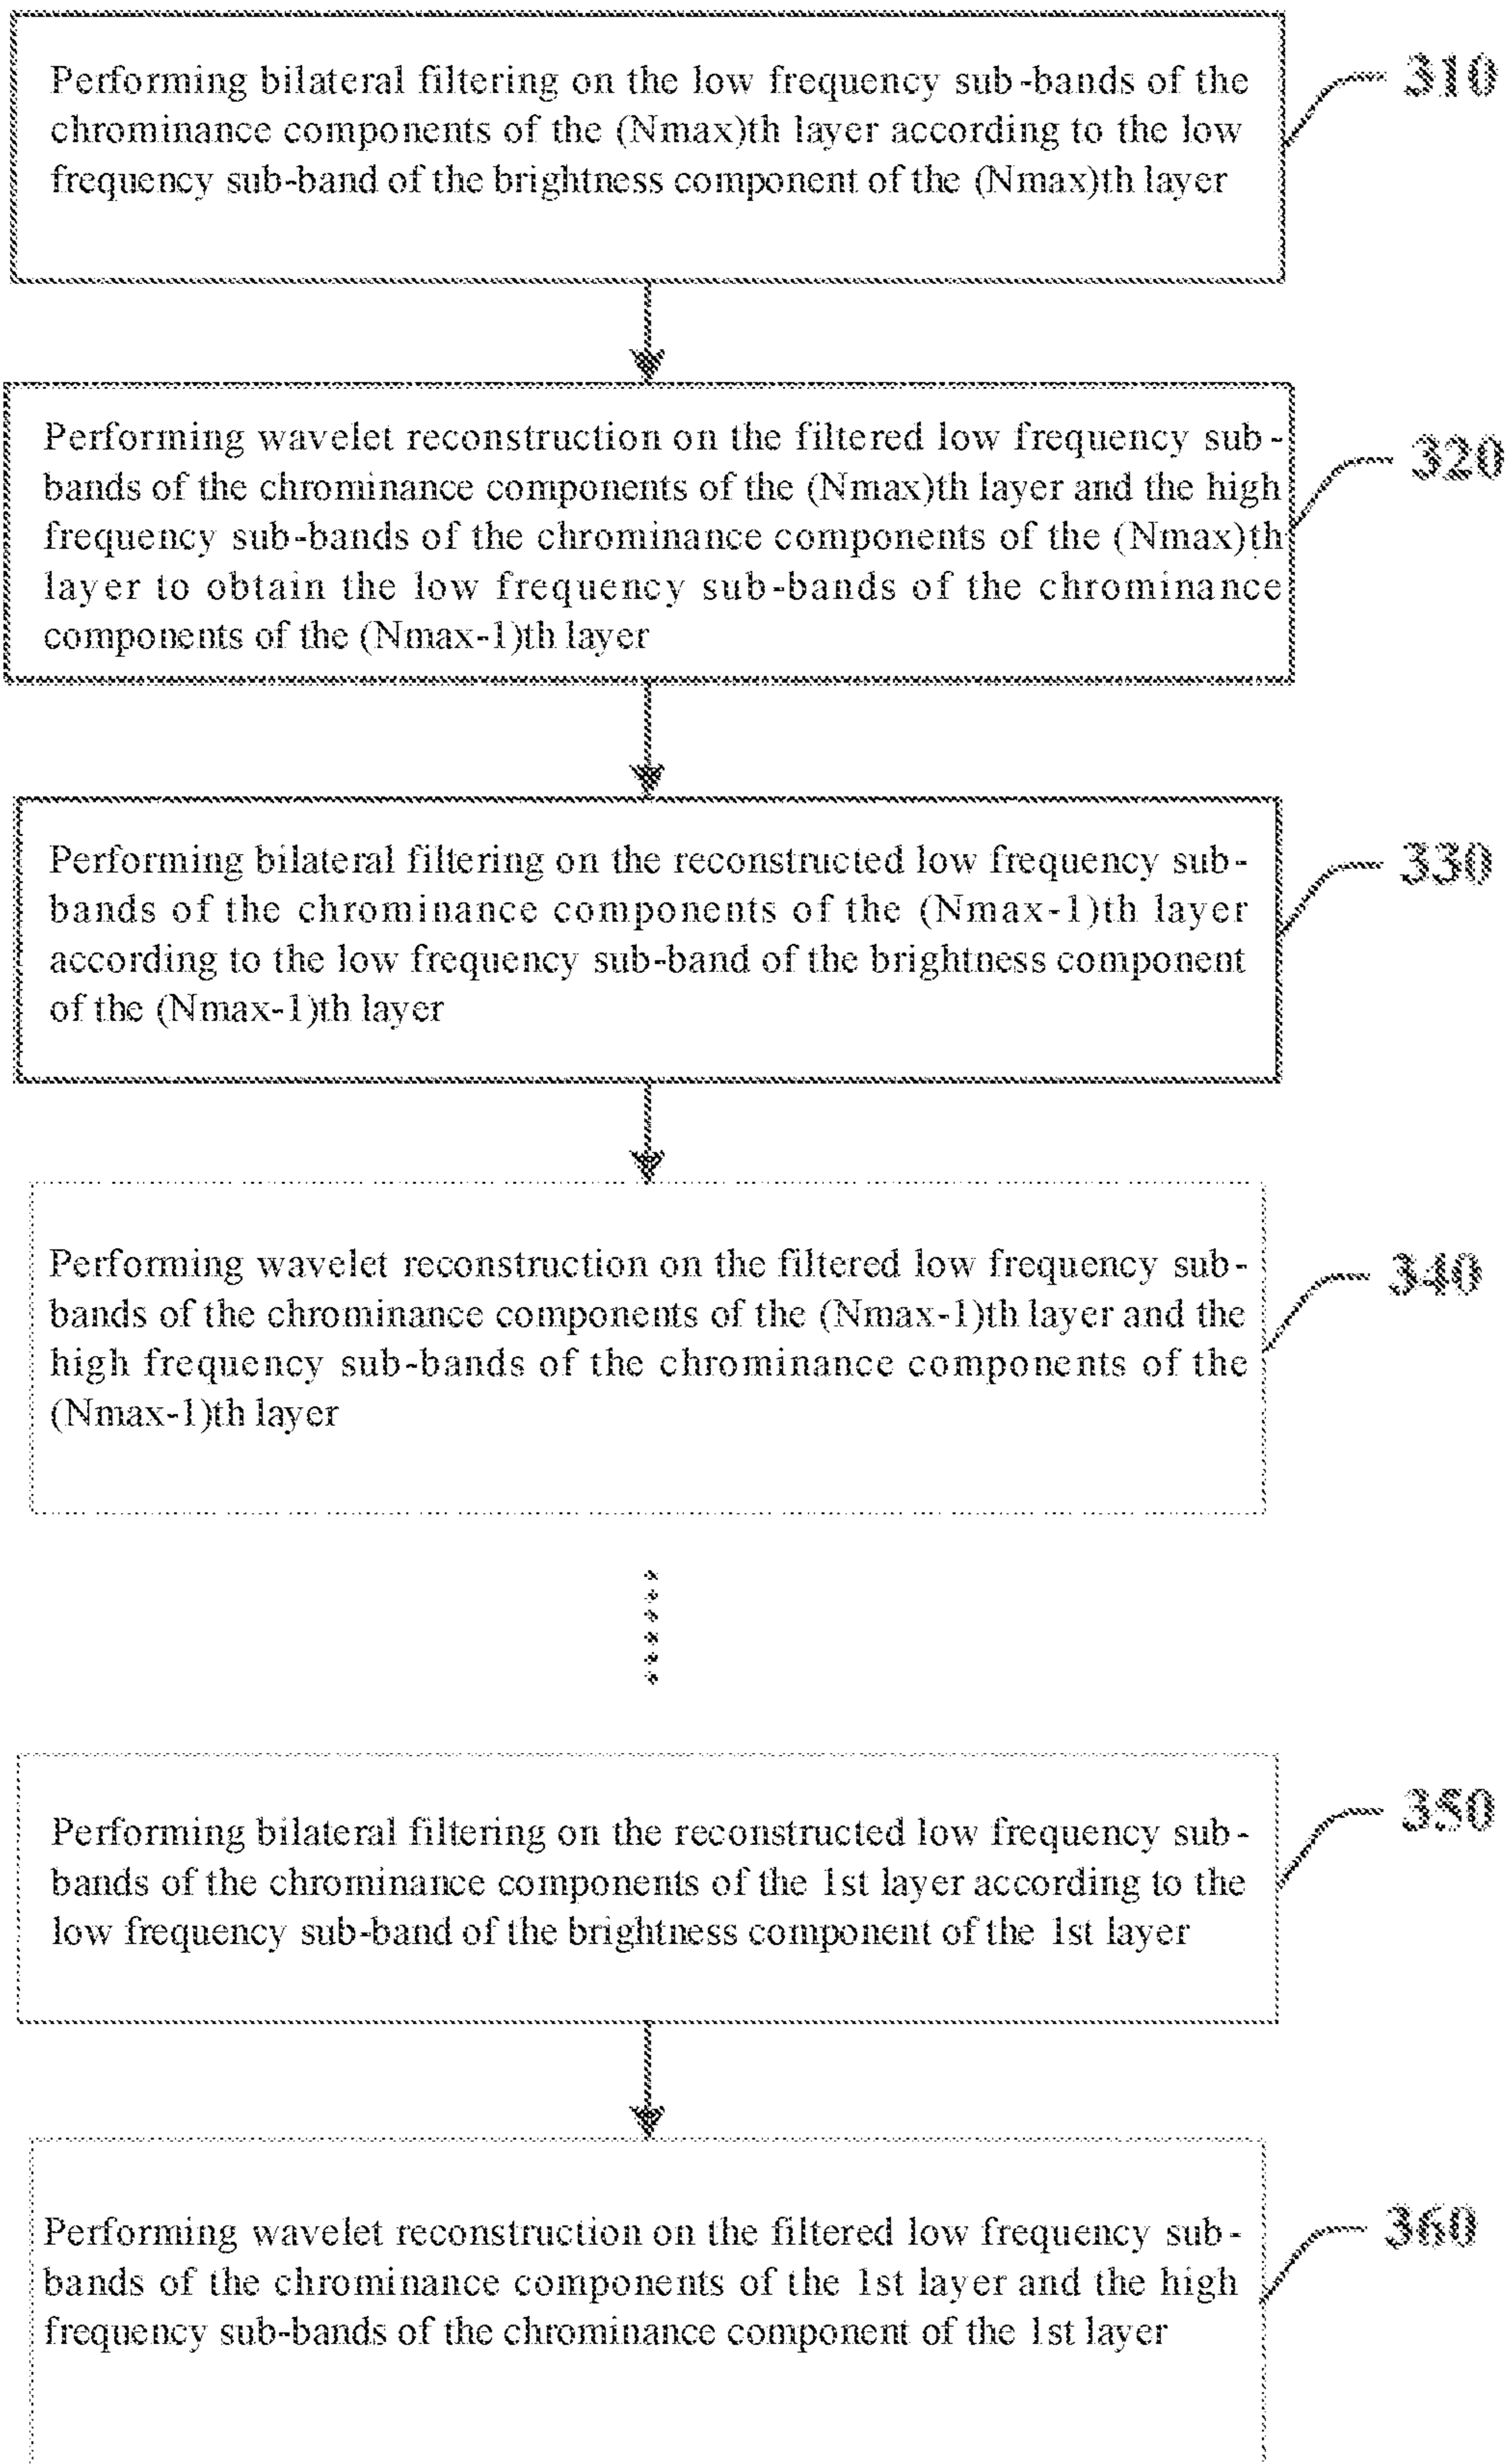 Performing bilateral filtering on the low frequency sub-bands of the
chrominance components of the (Nmax)th layer according to the low
frequency sub-band of the brightness component of the (Nmax)th layer
310
Performing wavelet reconstruction on the filtered low frequency sub-
bands of the chrominance components of the (Nmax)th layer and the high
frequency sub-bands of the chrominance components of the (Nmax)th
layer to obtain the low frequency sub-bands of the chrominance
components of the (Nmax-1)th layer
320
Performing bilateral filtering on the reconstructed low frequency sub-
bands of the chrominance components of the (Nmax-1)th layer
according to the low frequency sub-band of the brightness component
of the (Nmax-1)th layer
330
Performing wavelet reconstruction on the filtered low frequency sub-
bands of the chrominance components of the (Nmax-1)th layer and the
high frequency sub-bands of the chrominance components of the
(Nmax-1)th layer
340
Performing bilateral filtering on the reconstructed low frequency sub-
bands of the chrominance components of the 1st layer according to the
low frequency sub-band of the brightness component of the 1st layer
350
Performing wavelet reconstruction on the filtered low frequency sub-
bands of the chrominance components of the 1st layer and the high
frequency sub-bands of the chrominance component of the 1st layer
360